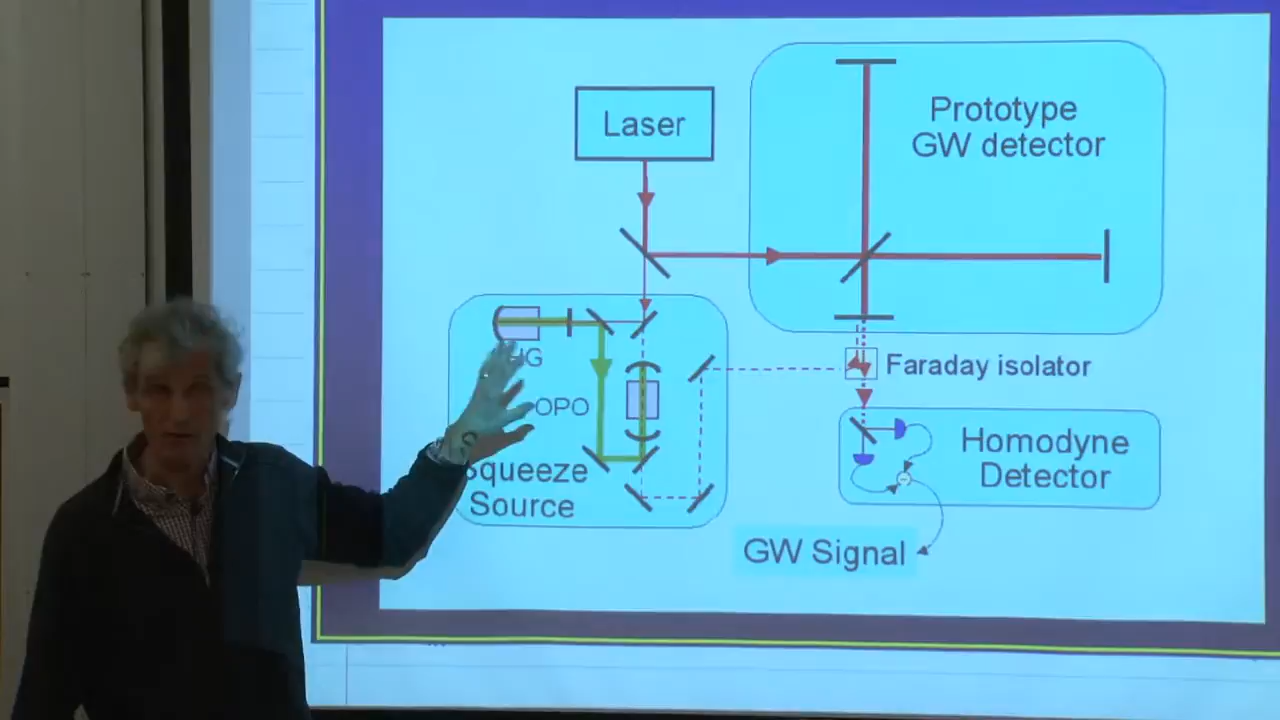 Laser
Prototype
GW detector
Faraday isolator
OPO
Squeeze
Source
Homodyne
Detector
GW Signal